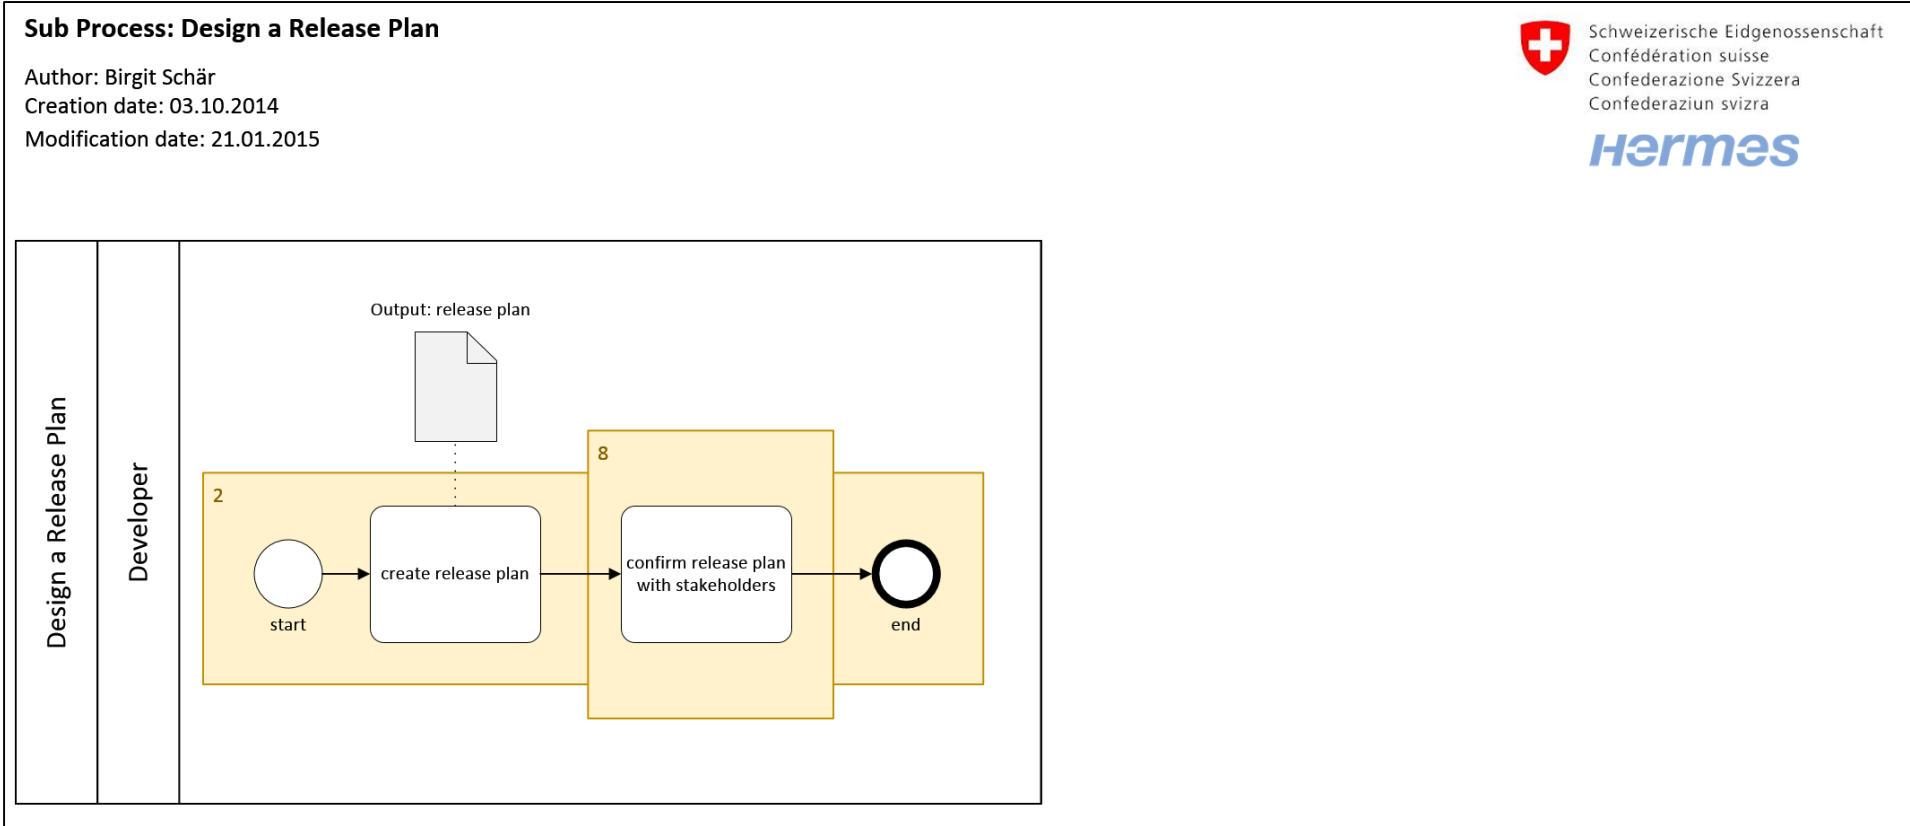 Sub Process: Design a Release Plan
Author: Birgit Schär
Creation date: 03.10.2014
Modification date: 21.01.2015
Schweizerische Eidgenossenschaft
Confédération suisse
Confederazione Svizzera
Confederaziun svizra
Hermes
Design a Release Plan
Developer
Output: release plan
2
8
start
create release plan
confirm release plan
with stakeholders
end